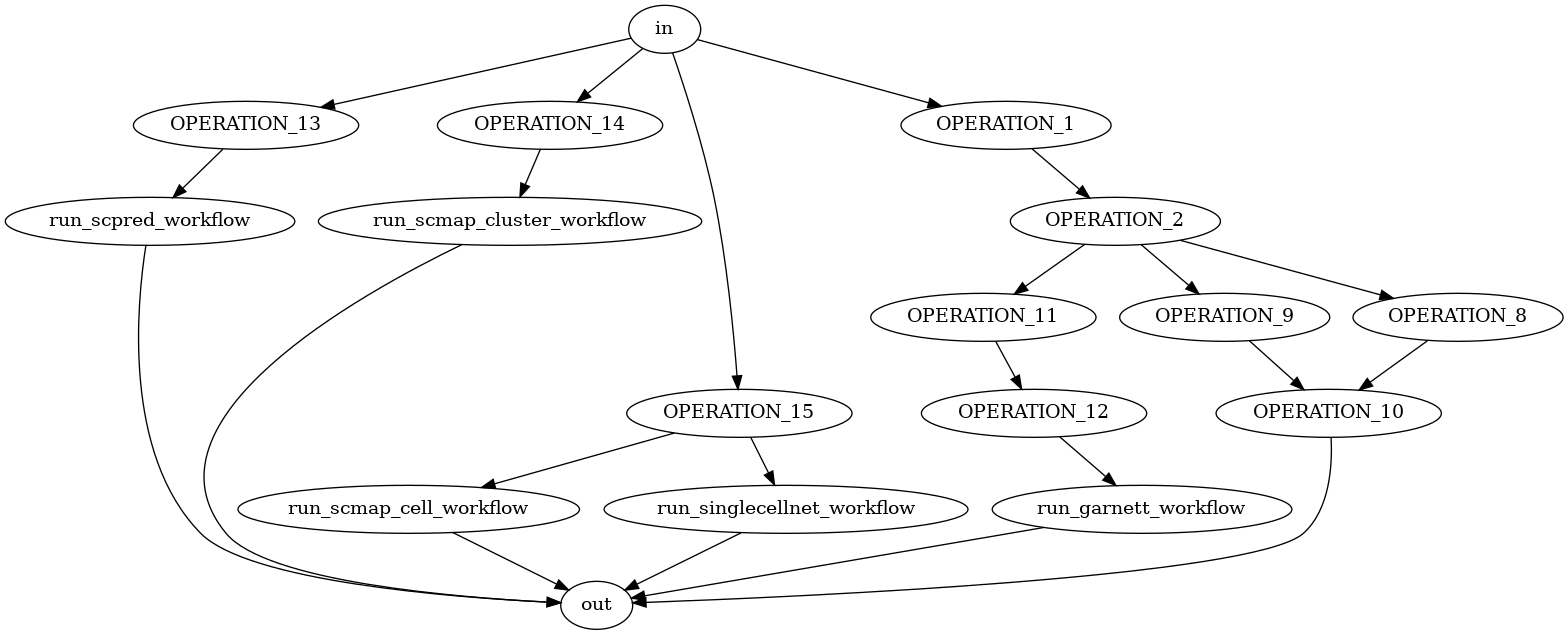 in
OPERATION_13
OPERATION_14
OPERATION_1
run_scpred_workflow
run_scmap_cluster_workflow
OPERATION_2
OPERATION_11
OPERATION_9
OPERATION_8
OPERATION_15
OPERATION_12
OPERATION_10
run_scmap_cell_workflow
run_singlecellnet_workflow
run_garnett_workflow
out